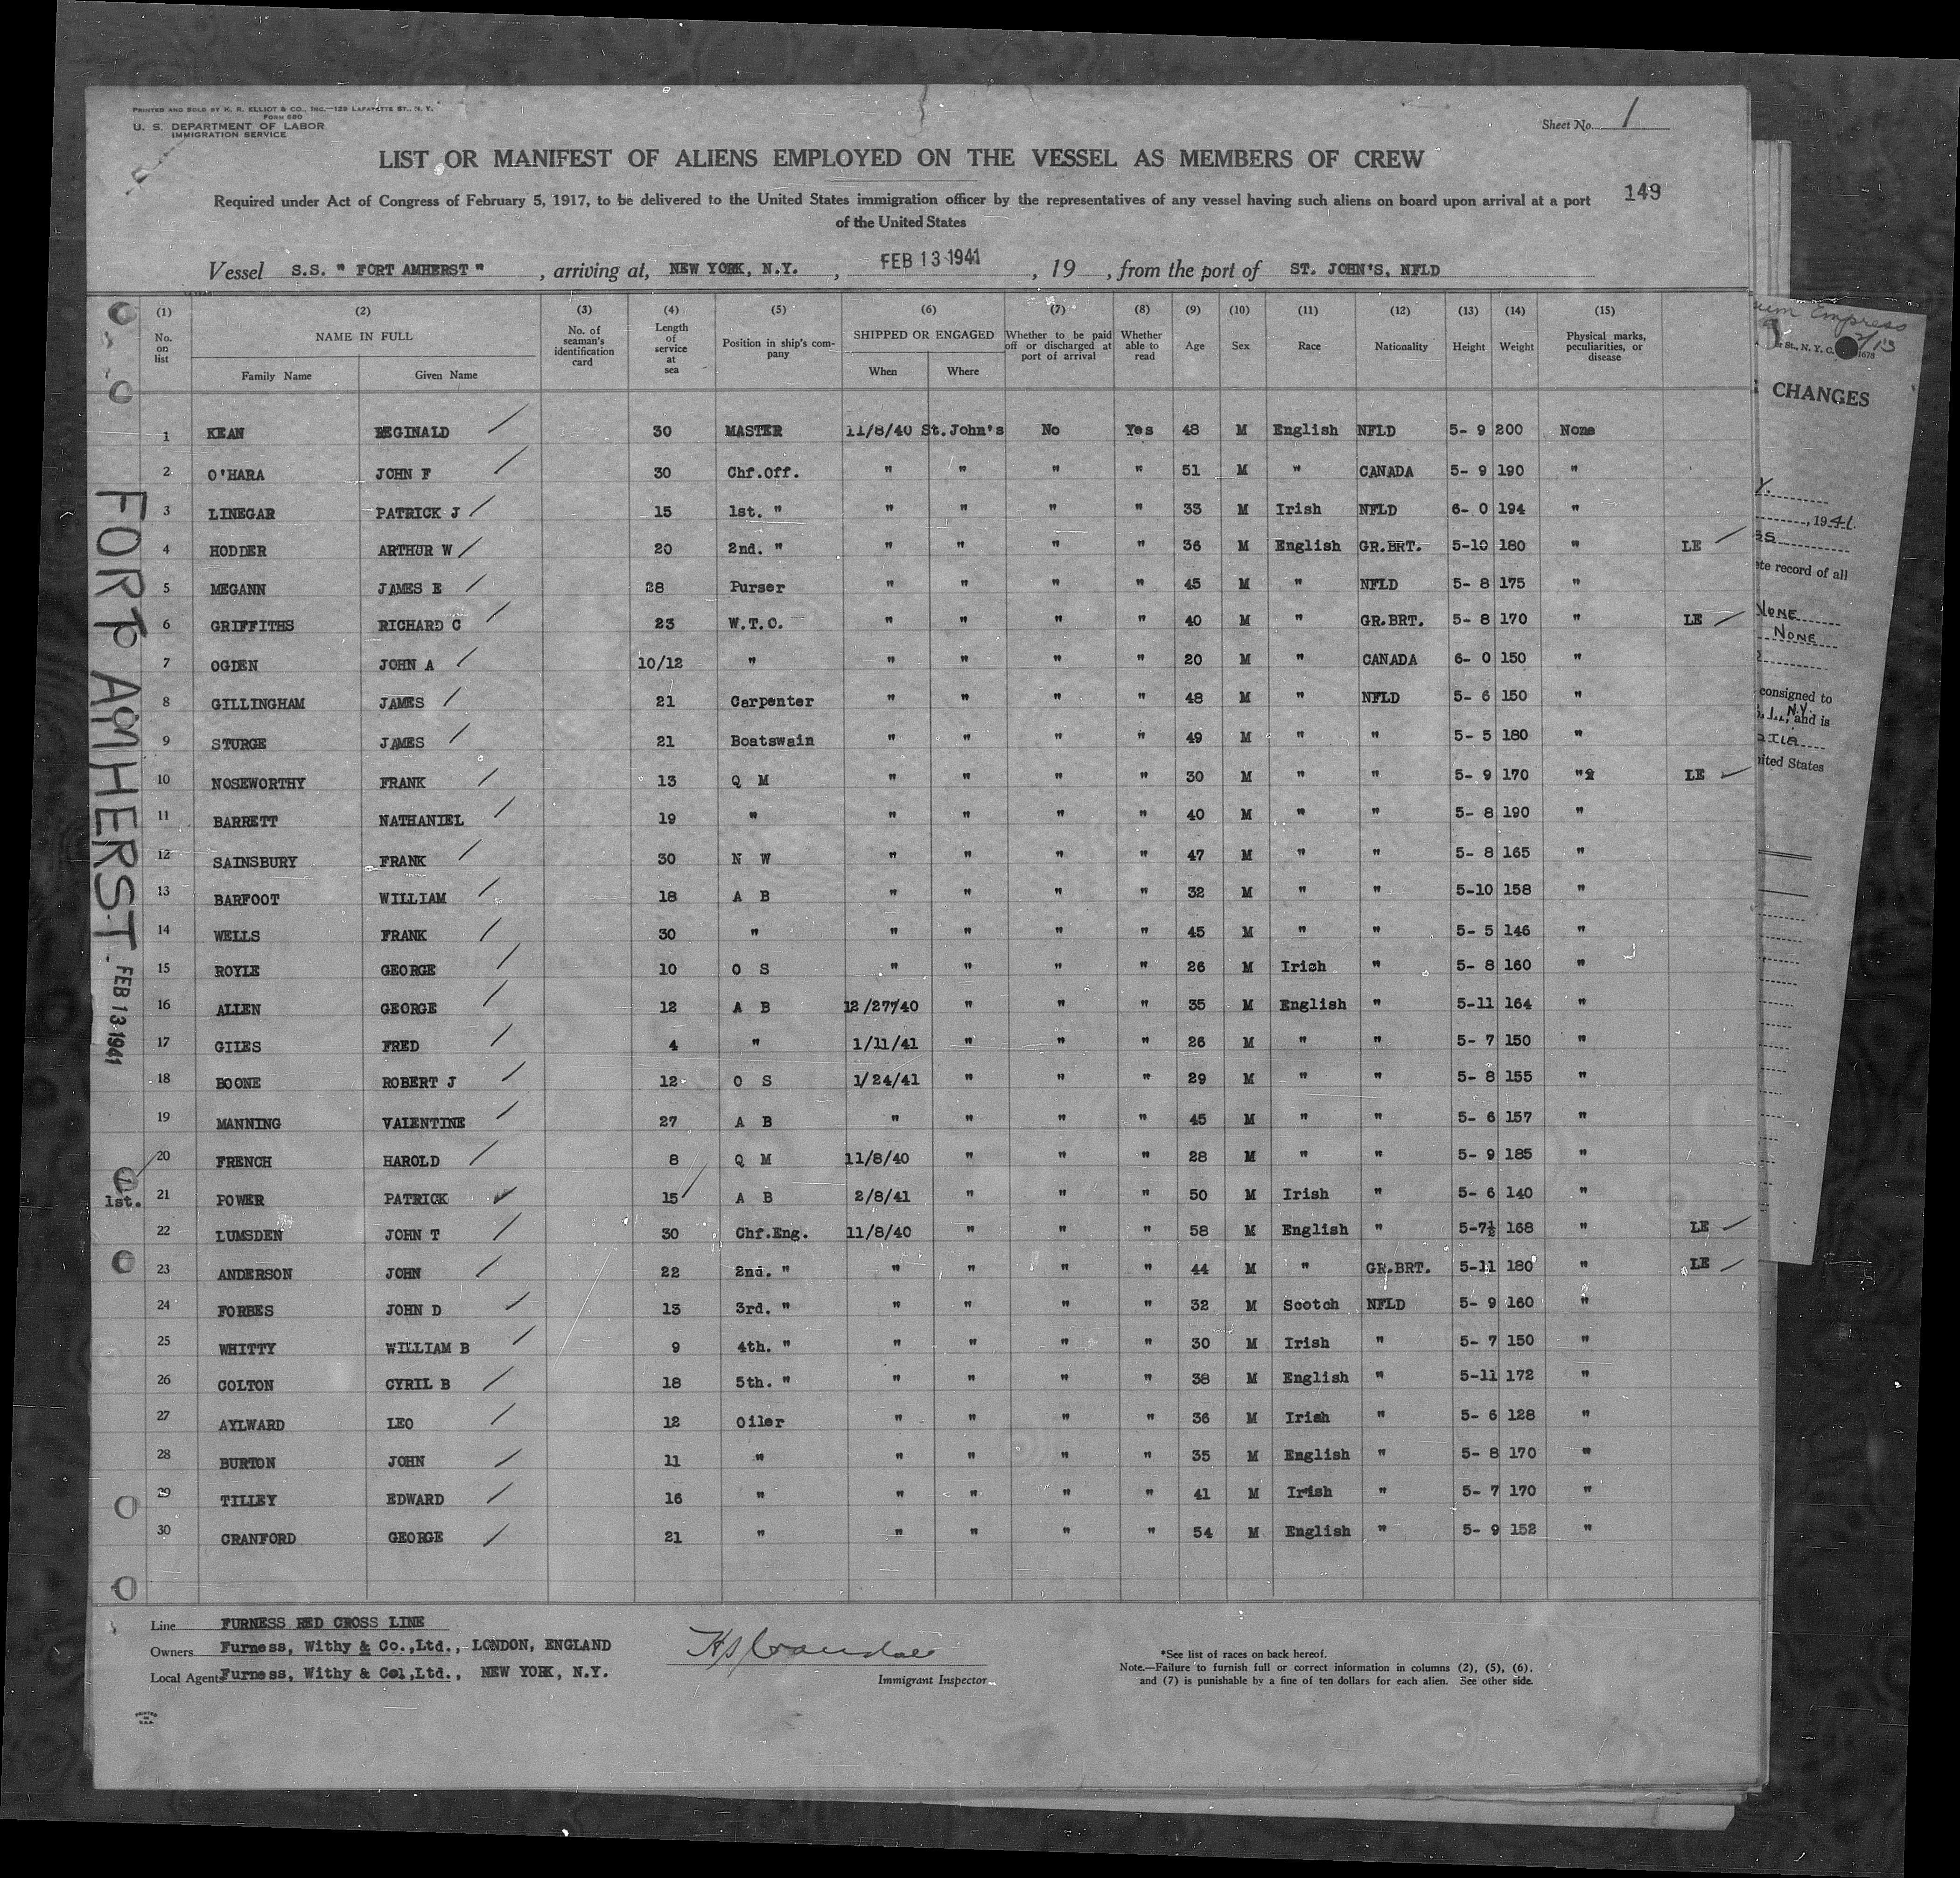 PRINTED AND SOLD BY K. R. ELLIOT & CO., INC.—129 LAFAYETTE ST., N. Y.
FORM 680
U. S. DEPARTMENT OF LABOR
IMMIGRATION SERVICE
Sheet No. 1
LIST OR MANIFEST OF ALIENS EMPLOYED ON THE VESSEL AS MEMBERS OF CREW
149
Required under Act of Congress of February 5, 1917, to be delivered to the United States immigration officer by the representatives of any vessel having such aliens on board upon arrival at a port
of the United States
Vessel S.S. " FORT AMHERST " , arriving at, NEW YORK, N.Y. , FEB 13 1941 , 19 , from the port of ST. JOHN'S, NFLD
(1) (2) (3) (4) (5) (6) (7) (8) (9) (10) (11) (12) (13) (14) (15)
No. on list NAME IN FULL Family Name Given Name No. of seaman's identification card Length of service at sea Position in ship's company SHIPPED OR ENGAGED When Where Whether to be paid off or discharged at port of arrival Whether able to read Age Sex Race Nationality Height Weight Physical marks, peculiarities, or disease
1 KEAN REGINALD 30 MASTER 11/8/40 St.John's No Yes 48 M English NFLD 5- 9 200 None
2 O'HARA JOHN F 30 Chf.Off. " " " " 51 M " CANADA 5- 9 190 "
3 LINEGAR PATRICK J 15 1st. " " " " " 33 M Irish NFLD 6- 0 194 "
4 HODDER ARTHUR W 20 2nd. " " " " " 36 M English GR.BRT. 5-10 180 " LE
5 MEGANN JAMES E 28 Purser " " " " 45 M " NFLD 5- 8 175 "
6 GRIFFITHS RICHARD C 23 W.T.O. " " " " 40 M " GR.BRT. 5- 8 170 " LE
7 OGDEN JOHN A 10/12 " " " " " 20 M " CANADA 6- 0 150 "
8 GILLINGHAM JAMES 21 Carpenter " " " " 48 M " NFLD 5- 6 150 "
9 STURGE JAMES 21 Boatswain " " " " 49 M " " 5- 5 180 "
10 NOSEWORTHY FRANK 13 Q M " " " " 30 M " " 5- 9 170 " LE
11 BARRETT NATHANIEL 19 " " " " " 40 M " " 5- 8 190 "
12 SAINSBURY FRANK 30 N W " " " " 47 M " " 5- 8 165 "
13 BARFOOT WILLIAM 18 A B " " " " 32 M " " 5-10 158 "
14 WELLS FRANK 30 " " " " " 45 M " " 5- 5 146 "
15 ROYLE GEORGE 10 O S " " " " 26 M Irish " 5- 8 160 "
16 ALLEN GEORGE 12 A B 12/27/40 " " " 35 M English " 5-11 164 "
17 GILES FRED 4 " 1/11/41 " " " 26 M " " 5- 7 150 "
18 BOONE ROBERT J 12 O S 1/24/41 " " " 29 M " " 5- 8 155 "
19 MANNING VALENTINE 27 A B " " " " 45 M " " 5- 6 157 "
20 FRENCH HAROLD 8 Q M 11/8/40 " " " 28 M " " 5- 9 185 "
1st. 21 POWER PATRICK 15 A B 2/8/41 " " " 50 M Irish " 5- 6 140 "
22 LUMSDEN JOHN T 30 Chf.Eng. 11/8/40 " " " 58 M English " 5-7½ 168 " LE
23 ANDERSON JOHN 22 2nd. " " " " " 44 M " GR.BRT. 5-11 180 " LE
24 FORBES JOHN D 13 3rd. " " " " " 32 M Scotch NFLD 5- 9 160 "
25 WHITTY WILLIAM B 9 4th. " " " " " 30 M Irish " 5- 7 150 "
26 COLTON CYRIL B 18 5th. " " " " " 38 M English " 5-11 172 "
27 AYLWARD LEO 12 Oiler " " " " 36 M Irish " 5- 6 128 "
28 BURTON JOHN 11 " " " " " 35 M English " 5- 8 170 "
29 TILLEY EDWARD 16 " " " " " 41 M Irish " 5- 7 170 "
30 CRANFORD GEORGE 21 " " " " " 54 M English " 5- 9 152 "
FORT AMHERST FEB 13 1941
Line FURNESS RED CROSS LINE
Owners Furness, Withy & Co.,Ltd., LONDON, ENGLAND
Local Agents Furness, Withy & Col,Ltd., NEW YORK, N.Y.
Immigrant Inspector
*See list of races on back hereof.
Note.—Failure to furnish full or correct information in columns (2), (5), (6),
and (7) is punishable by a fine of ten dollars for each alien. See other side.
PRINTED
IN
U.S.A.
Empress
2/13
St., N. Y. C.
1678
CHANGES
Y.
, 1941.
ete record of all
NONE
NONE
consigned to
N.Y.
, and is
nited States